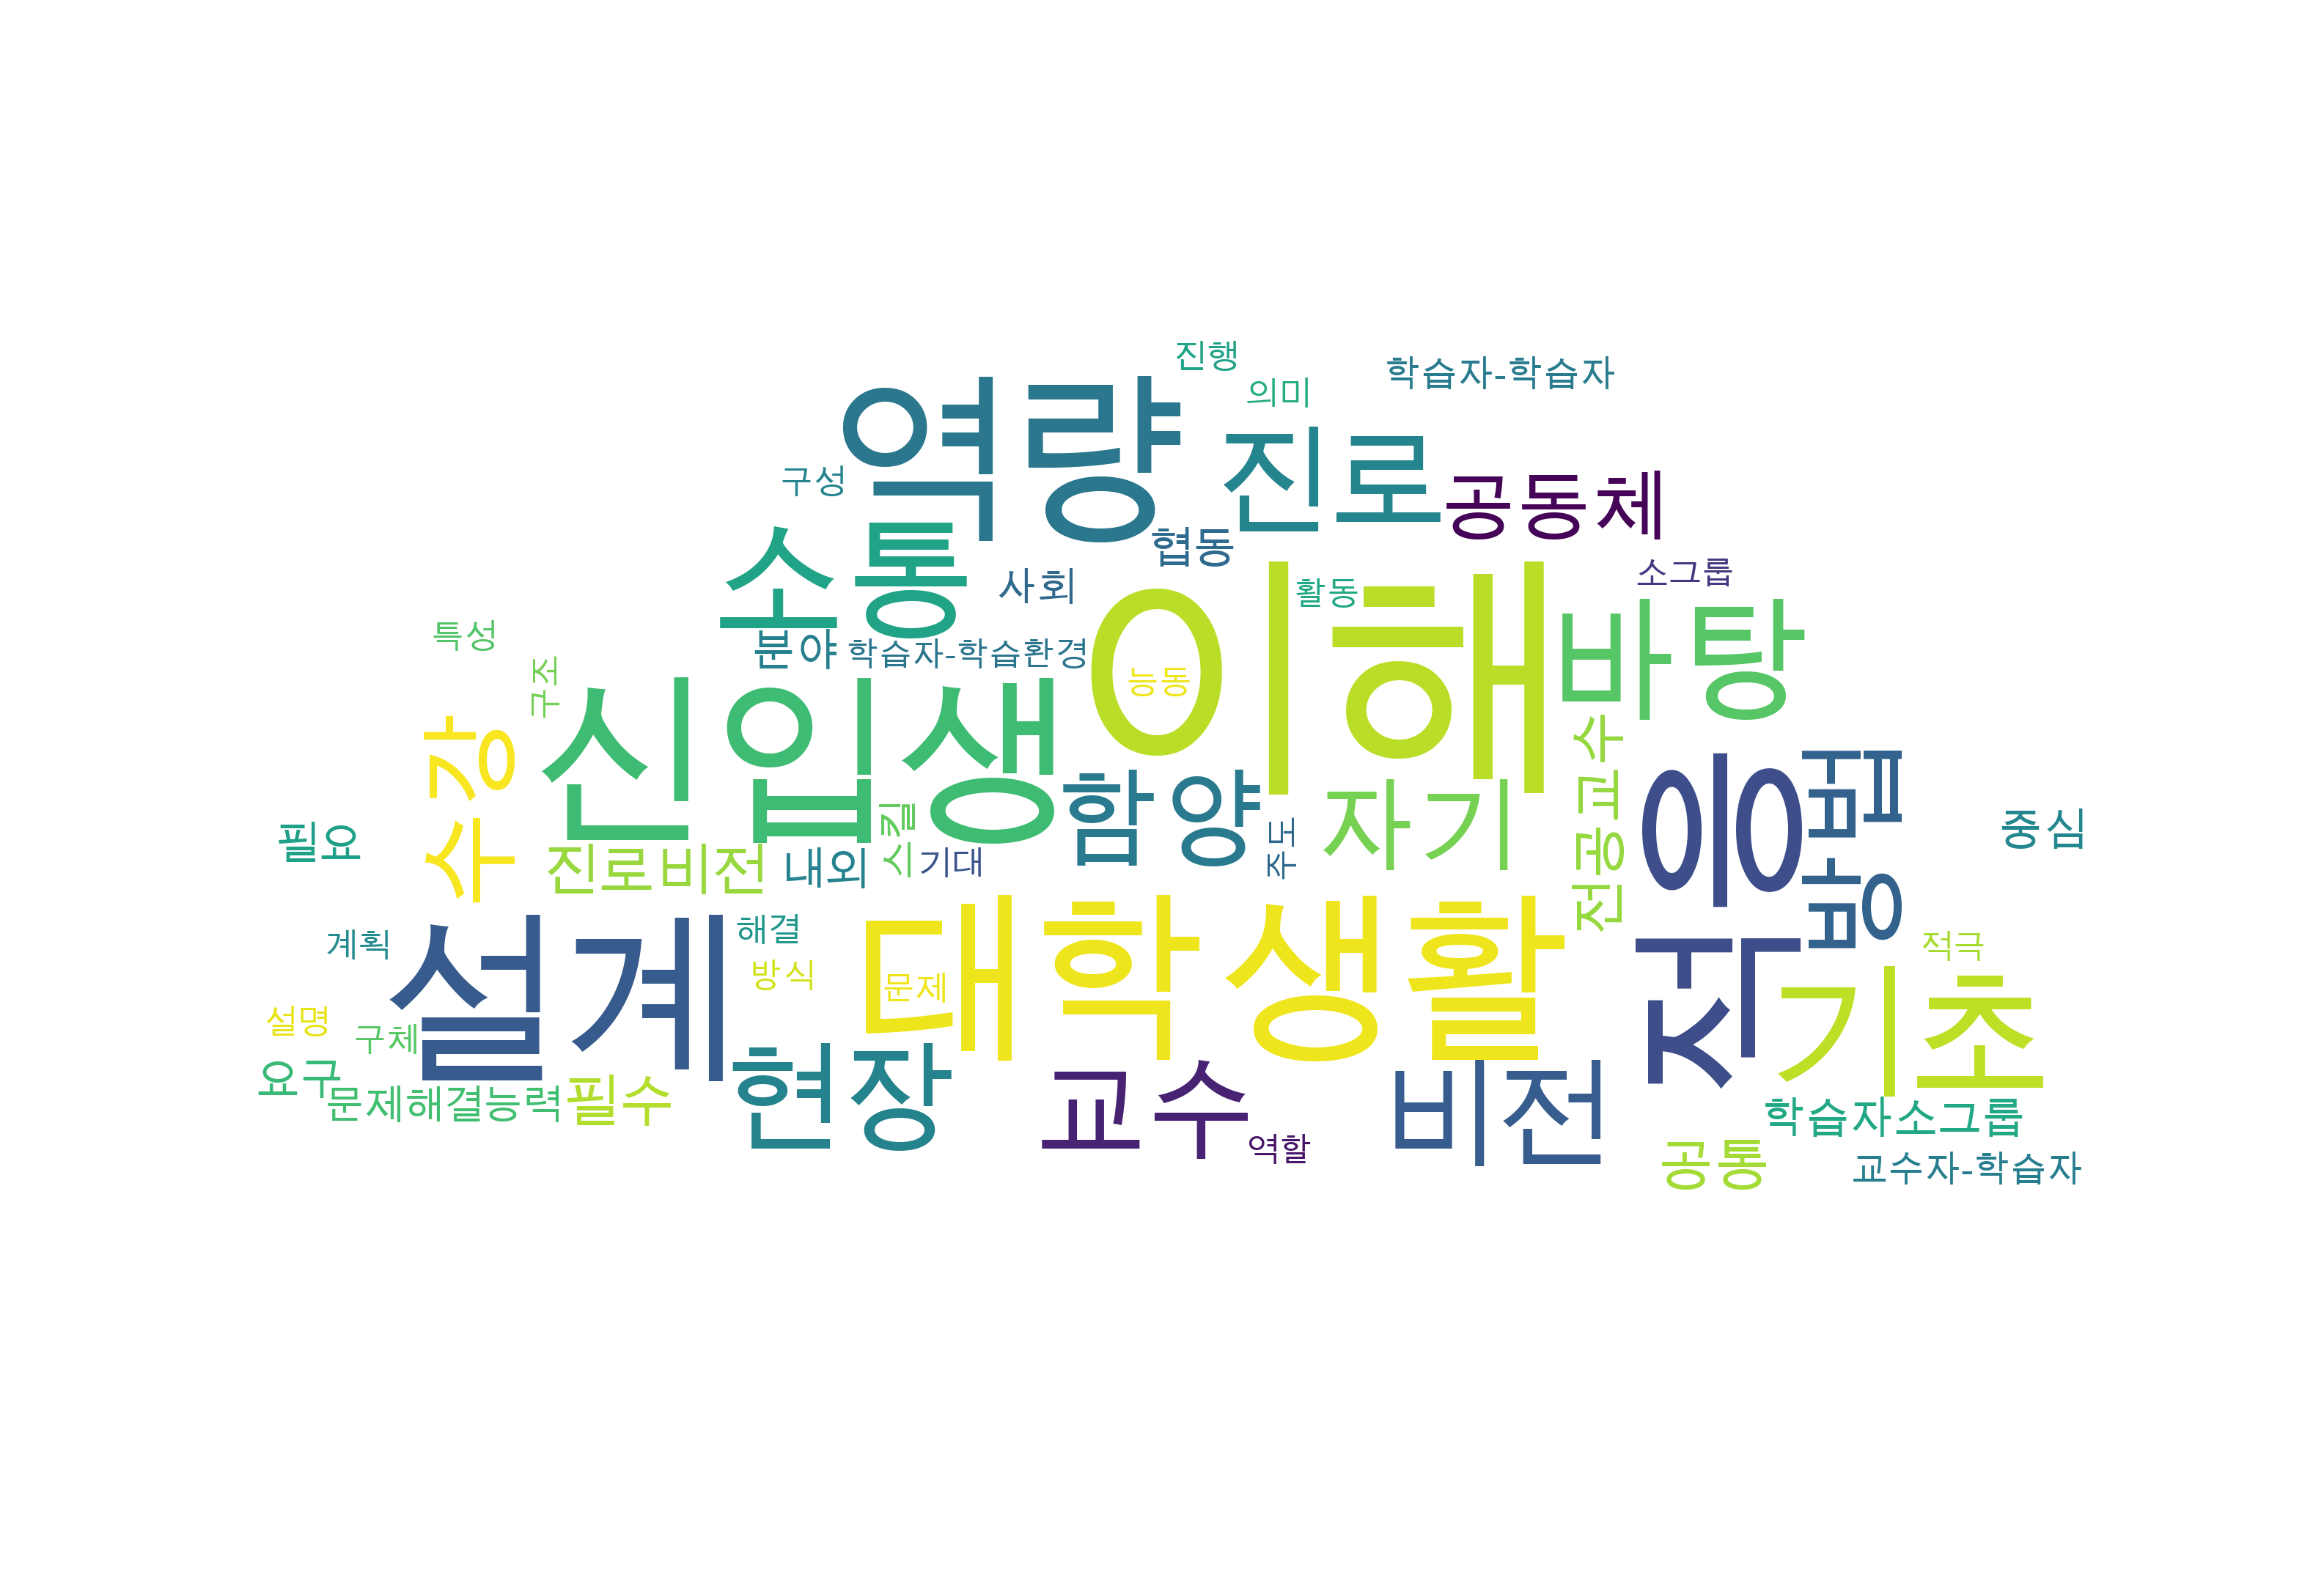 진행
학습자-학습자
의미
역량
진로
구성
공동체
소통
협동
사회
이해
활동
소그룹
바탕
특성
분야
학습자-학습환경
구조
신입생
능동
수강
전공교수
적응
방법
시결
함양
자기
주도
필요
진로비전
내외
기대
중심
설계
대학생활
해결
계획
방식
문제
적극
기초
설명
구체
요구
문제해결능력
필수
현장
교수
역할
비전
학습자소그룹
공통
교수자-학습자